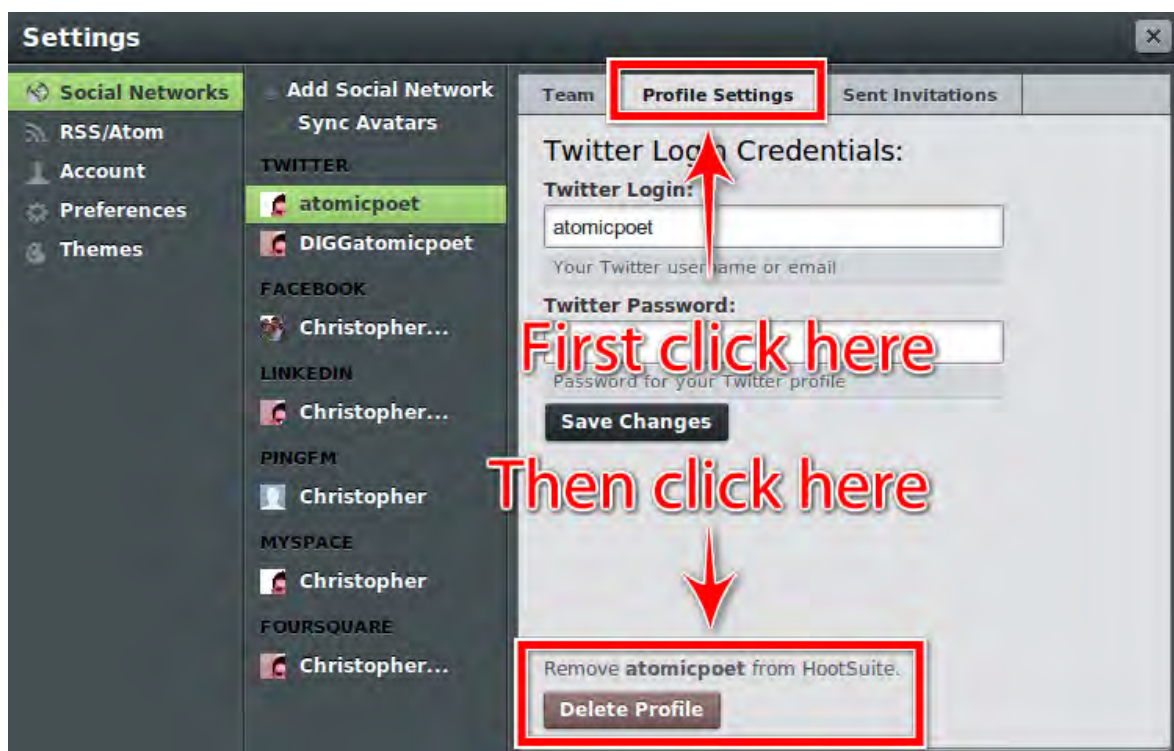 Settings
Social Networks
RSS/Atom
Account
Preferences
Themes
Add Social Network
Sync Avatars
TWITTER
atomicpoet
DIGGatomicpoet
FACEBOOK
Christopher...
LINKEDIN
Christopher...
PINGFM
Christopher
MYSPACE
Christopher
FOURSQUARE
Christopher...
Team Profile Settings Sent Invitations
Twitter Login Credentials:
Twitter Login:
atomicpoet
Your Twitter username or email
Twitter Password:
First click here
Password for your Twitter profile
Save Changes
Then click here
Remove atomicpoet from HootSuite.
Delete Profile